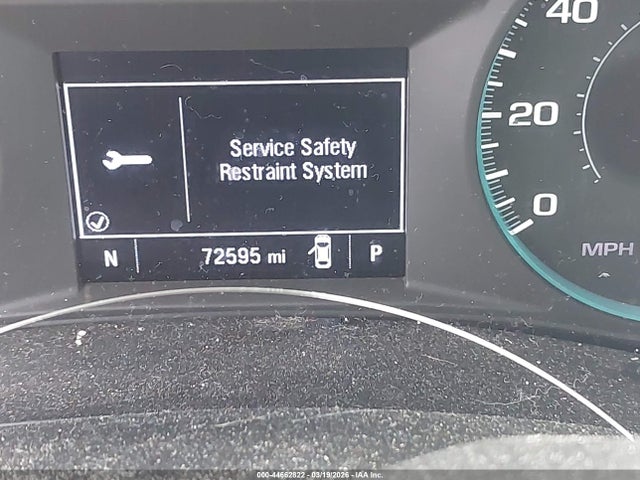 40
20
0
MPH
Service Safety
Restraint System
N 72595 mi P
000-44662822 - 03/19/2026 - IAA Inc.